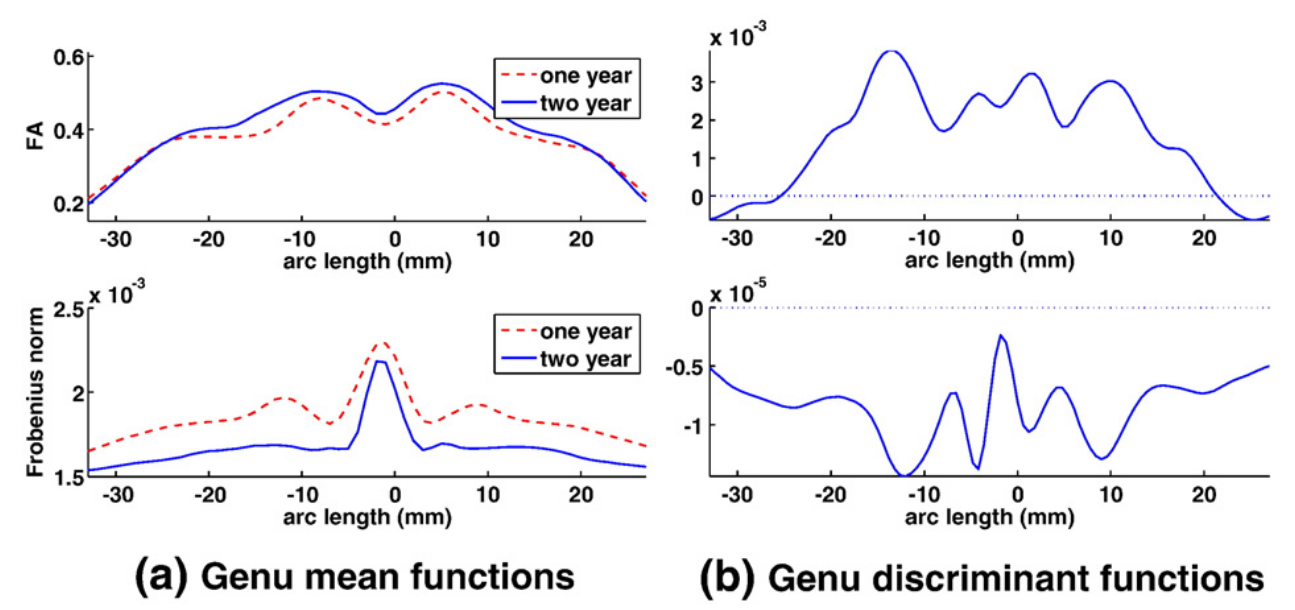 0.6
0.4
0.2
FA
one year
two year
-30 -20 -10 0 10 20
arc length (mm)
x 10^-3
3
2
1
0
-30 -20 -10 0 10 20
arc length (mm)
x 10^-3
2.5
2
1.5
Frobenius norm
one year
two year
-30 -20 -10 0 10 20
arc length (mm)
x 10^-5
0
-0.5
-1
-30 -20 -10 0 10 20
arc length (mm)
(a) Genu mean functions
(b) Genu discriminant functions